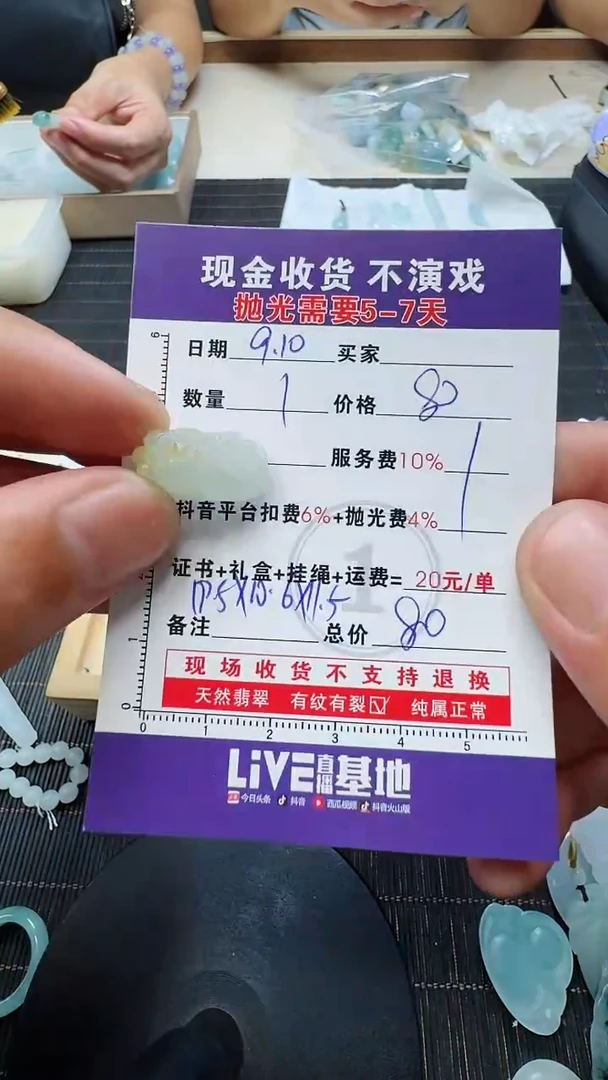 现金收货 不演戏
抛光需要5-7天
日期 9.10 买家
数量 1 价格 80
服务费10%
抖音平台扣费6%+抛光费4%
证书+礼盒+挂绳+运费= 20元/单
备注 总价 80
现场收货不支持退换
天然翡翠 有纹有裂☑ 纯属正常
0 1 2 3 4 5
LiVE直播基地
今日头条 抖音 西瓜视频 抖音火山版